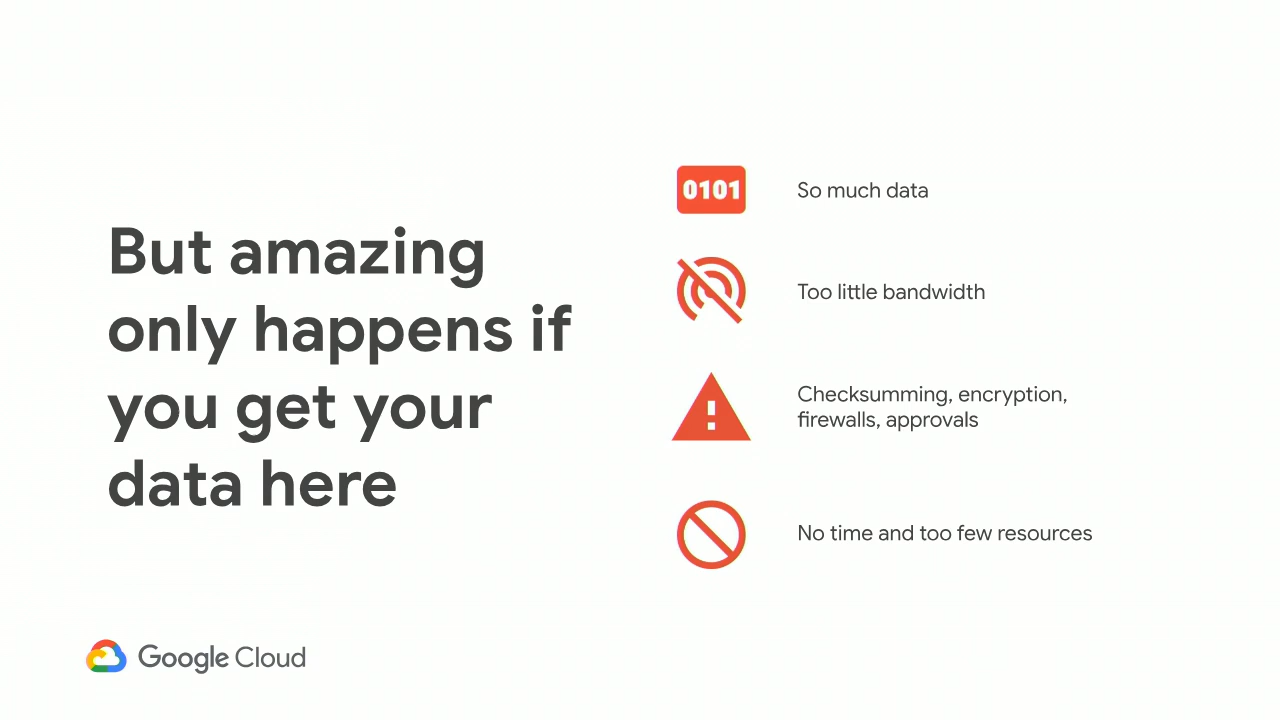 But amazing
only happens if
you get your
data here
0101
So much data
Too little bandwidth
Checksumming, encryption,
firewalls, approvals
No time and too few resources
Google Cloud